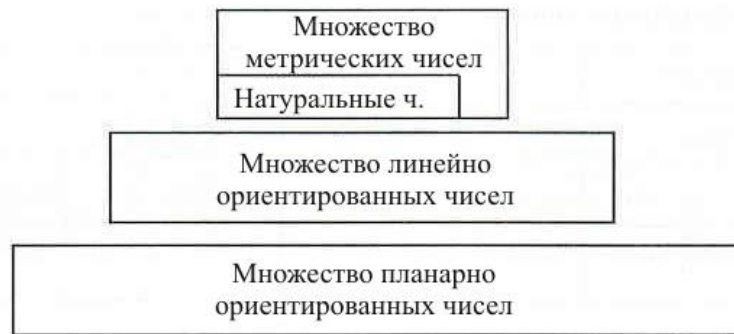 Множество
метрических чисел
Натуральные ч.
Множество линейно
ориентированных чисел
Множество планарно
ориентированных чисел